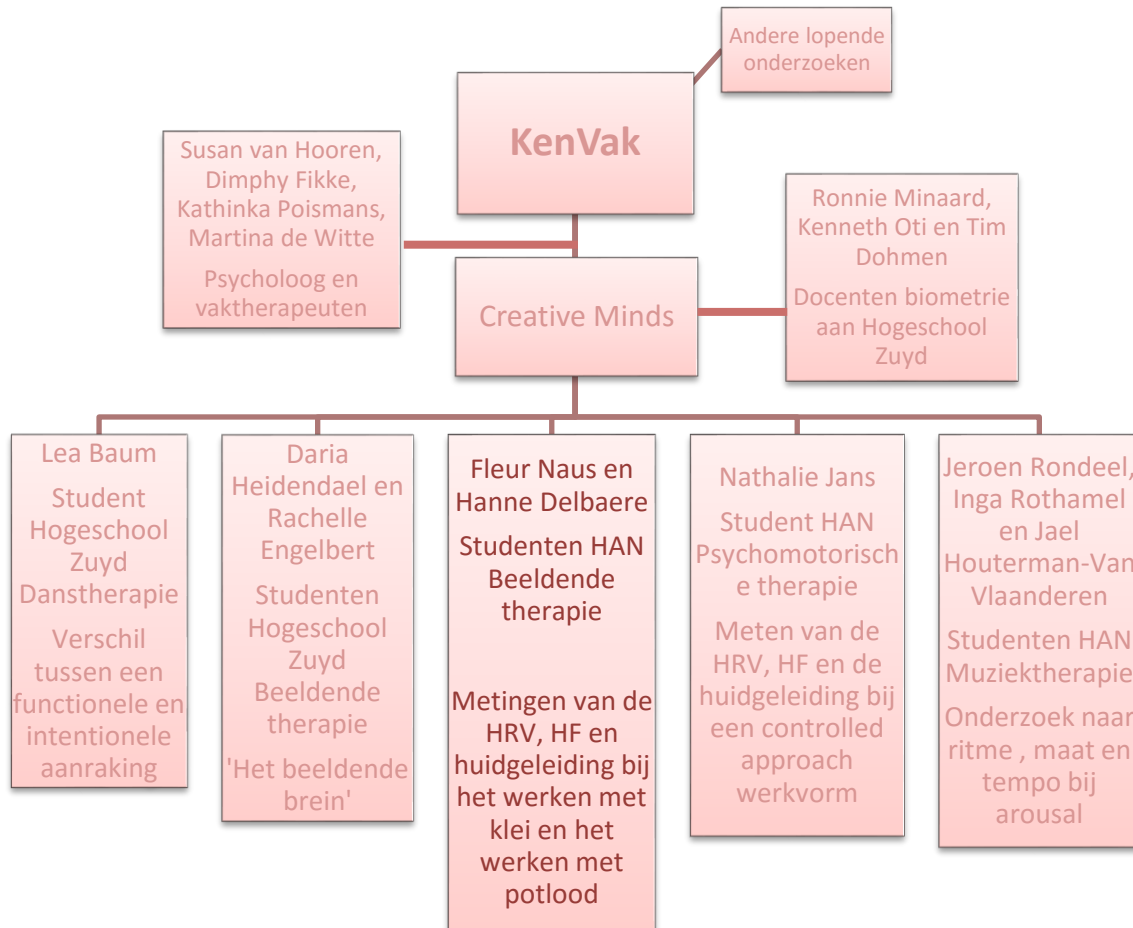 Andere lopende
onderzoeken
KenVak
Susan van Hooren,
Dimphy Fikke,
Kathinka Poismans,
Martina de Witte
Psycholoog en
vaktherapeuten
Ronnie Minaard,
Kenneth Oti en Tim
Dohmen
Docenten biometrie
aan Hogeschool
Zuyd
Creative Minds
Lea Baum
Student
Hogeschool
Zuyd
Danstherapie
Verschil
tussen een
functionele en
intentionele
aanraking
Daria
Heidendael en
Rachelle
Engelbert
Studenten
Hogeschool
Zuyd
Beeldende
therapie
'Het beeldende
brein'
Fleur Naus en
Hanne Delbaere
Studenten HAN
Beeldende
therapie
Metingen van de
HRV, HF en
huidgeleiding bij
het werken met
klei en het
werken met
potlood
Nathalie Jans
Student HAN
Psychomotorisch
e therapie
Meten van de
HRV, HF en de
huidgeleiding bij
een controlled
approach
werkvorm
Jeroen Rondeel,
Inga Rothamel
en Jael
Houterman-Van
Vlaanderen
Studenten HAN
Muziektherapie
Onderzoek naar
ritme , maat en
tempo bij
arousal